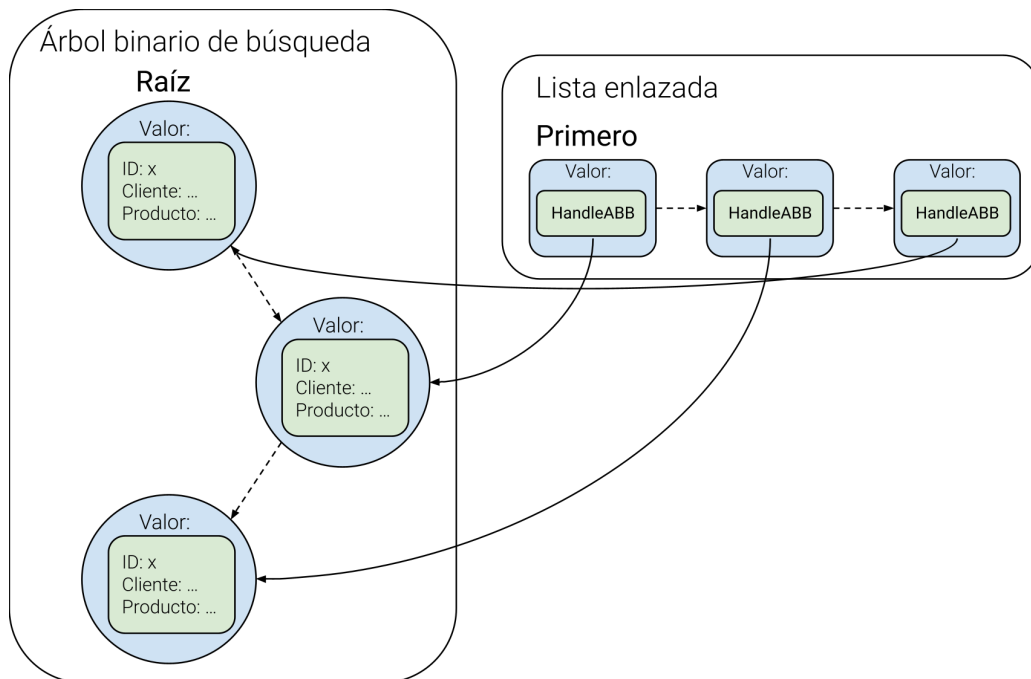 Árbol binario de búsqueda
Raíz
Valor:
ID: x
Cliente: ...
Producto: ...
Valor:
ID: x
Cliente: ...
Producto: ...
Valor:
ID: x
Cliente: ...
Producto: ...
Lista enlazada
Primero
Valor:
HandleABB
Valor:
HandleABB
Valor:
HandleABB